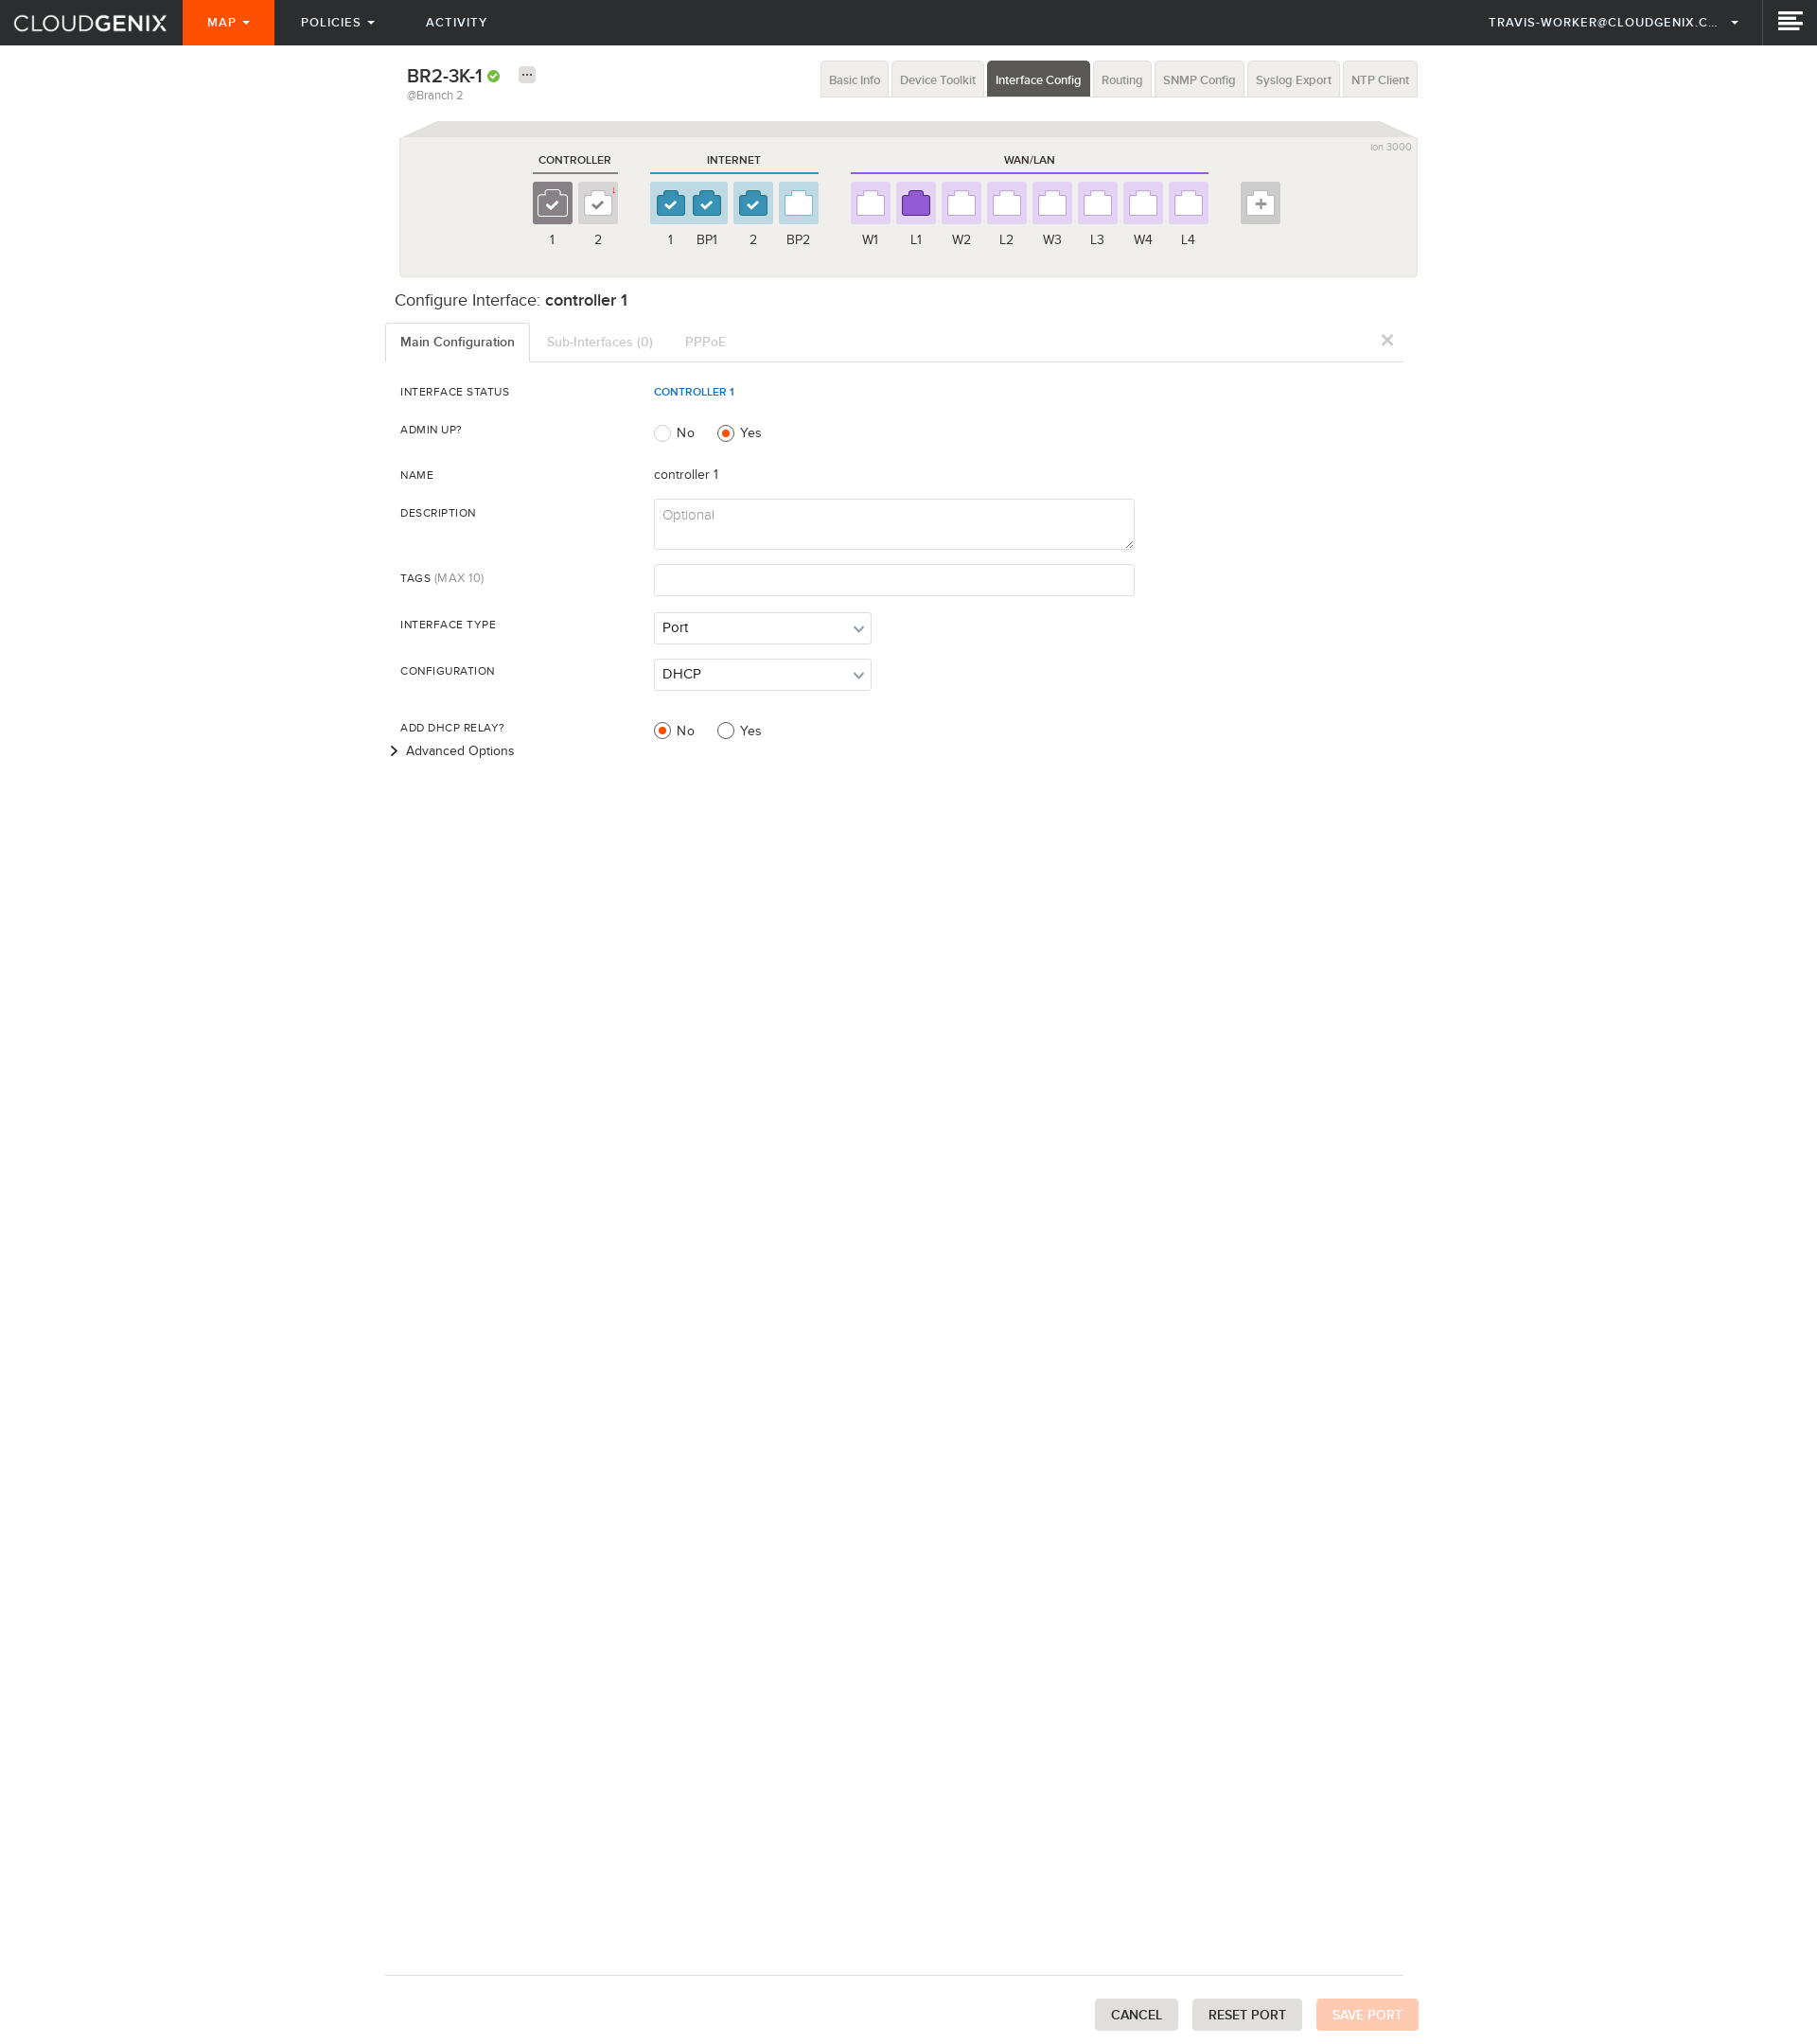 CLOUDGENIX MAP POLICIES ACTIVITY TRAVIS-WORKER@CLOUDGENIX.C...
BR2-3K-1
@Branch 2
Basic Info Device Toolkit Interface Config Routing SNMP Config Syslog Export NTP Client
ion 3000
CONTROLLER INTERNET WAN/LAN
1 2 1 BP1 2 BP2 W1 L1 W2 L2 W3 L3 W4 L4
Configure Interface: controller 1
Main Configuration Sub-Interfaces (0) PPPoE
INTERFACE STATUS CONTROLLER 1
ADMIN UP? No Yes
NAME controller 1
DESCRIPTION Optional
TAGS (MAX 10)
INTERFACE TYPE Port
CONFIGURATION DHCP
ADD DHCP RELAY? No Yes
Advanced Options
CANCEL RESET PORT SAVE PORT